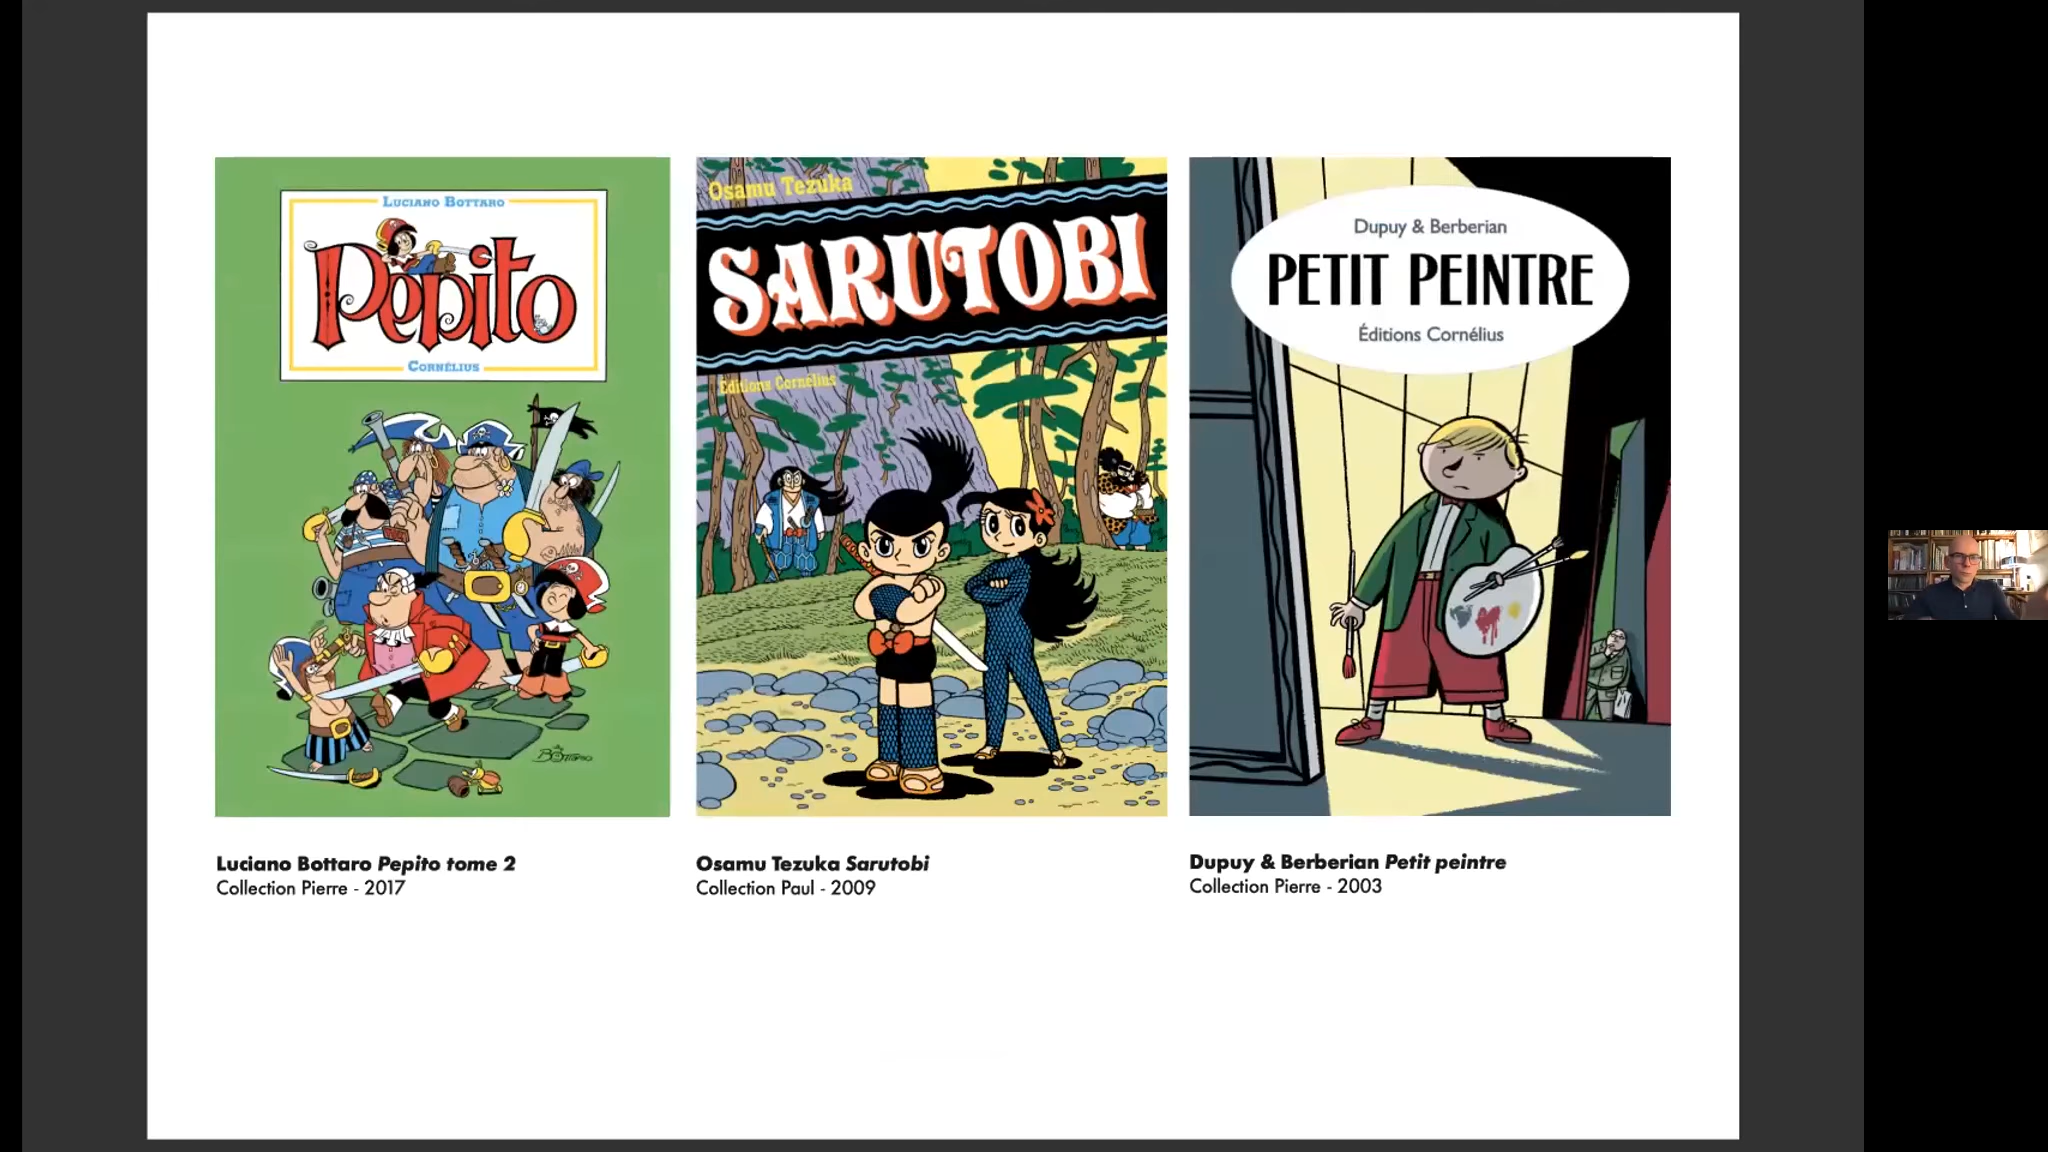 LUCIANO BOTTARO
Pepito
CORNÉLIUS
BOTTARO
Osamu Tezuka
SARUTOBI
Éditions Cornélius
Dupuy & Berberian
PETIT PEINTRE
Éditions Cornélius
Luciano Bottaro Pepito tome 2
Collection Pierre - 2017
Osamu Tezuka Sarutobi
Collection Paul - 2009
Dupuy & Berberian Petit peintre
Collection Pierre - 2003